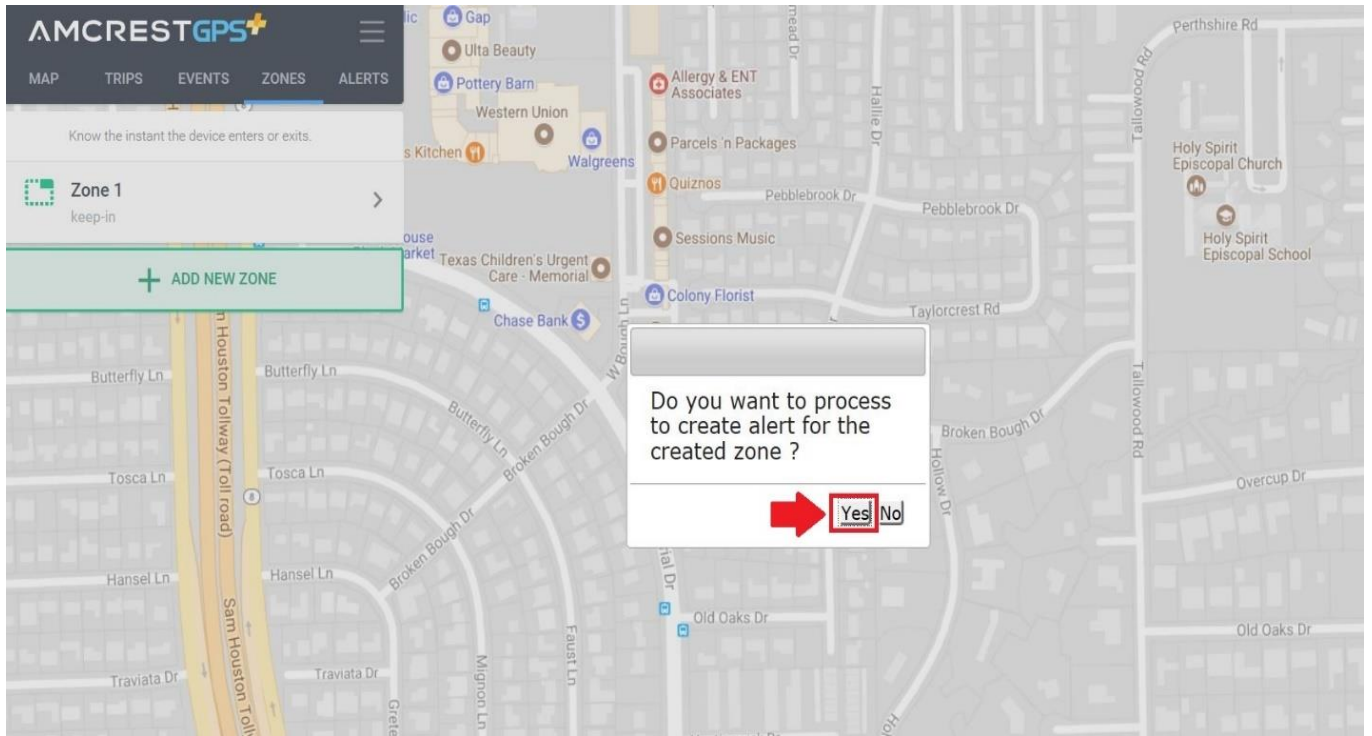 AMCRESTGPS+
MAP TRIPS EVENTS ZONES ALERTS
Know the instant the device enters or exits.
Zone 1
keep-in
ADD NEW ZONE
Gap
Ulta Beauty
Pottery Barn
Western Union
s Kitchen
Walgreens
Allergy & ENT
Associates
Parcels 'n Packages
Quiznos
Sessions Music
Texas Children's Urgent
Care - Memorial
Colony Florist
Chase Bank
mead Dr
Hallie Dr
Pebblebrook Dr
Pebblebrook Dr
Taylorcrest Rd
Perthshire Rd
Tallowood Rd
Holy Spirit
Episcopal Church
Holy Spirit
Episcopal School
Do you want to process
to create alert for the
created zone ?
Yes No
Butterfly Ln
Butterfly Ln
Butterfly Ln
Broken Bough Dr
Broken Bough Dr
Broken Bough Dr
W Bough Ln
Tosca Ln
Tosca Ln
8
Hansel Ln
Hansel Ln
Traviata Dr
Traviata Dr
m Houston Tollway (Toll road)
Sam Houston Toll
Mignon Ln
Faust Ln
Grete
rial Dr
Old Oaks Dr
Old Oaks Dr
Hollow Dr
Tallowood Rd
Overcup Dr